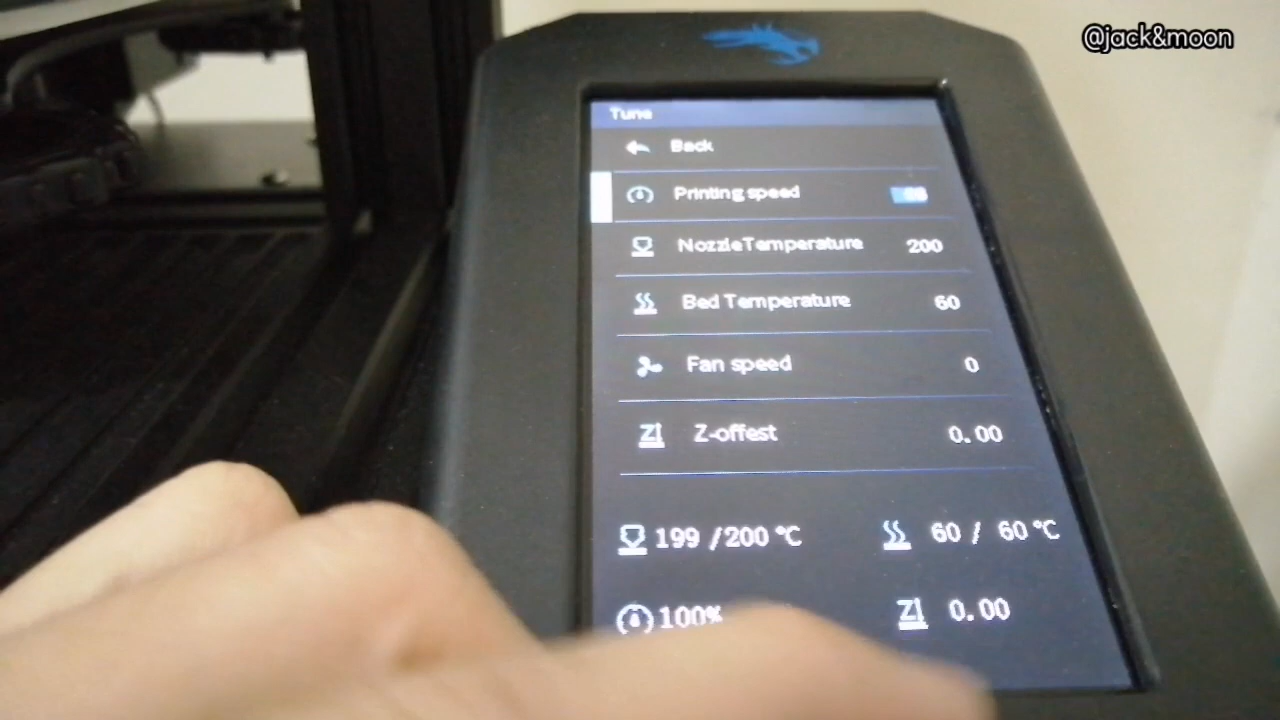 @jack&moon
Tune
Back
Printing speed
NozzleTemperature 200
Bed Temperature 60
Fan speed 0
Z-offest 0.00
199 /200 ℃ 60 / 60 ℃
100% 0.00